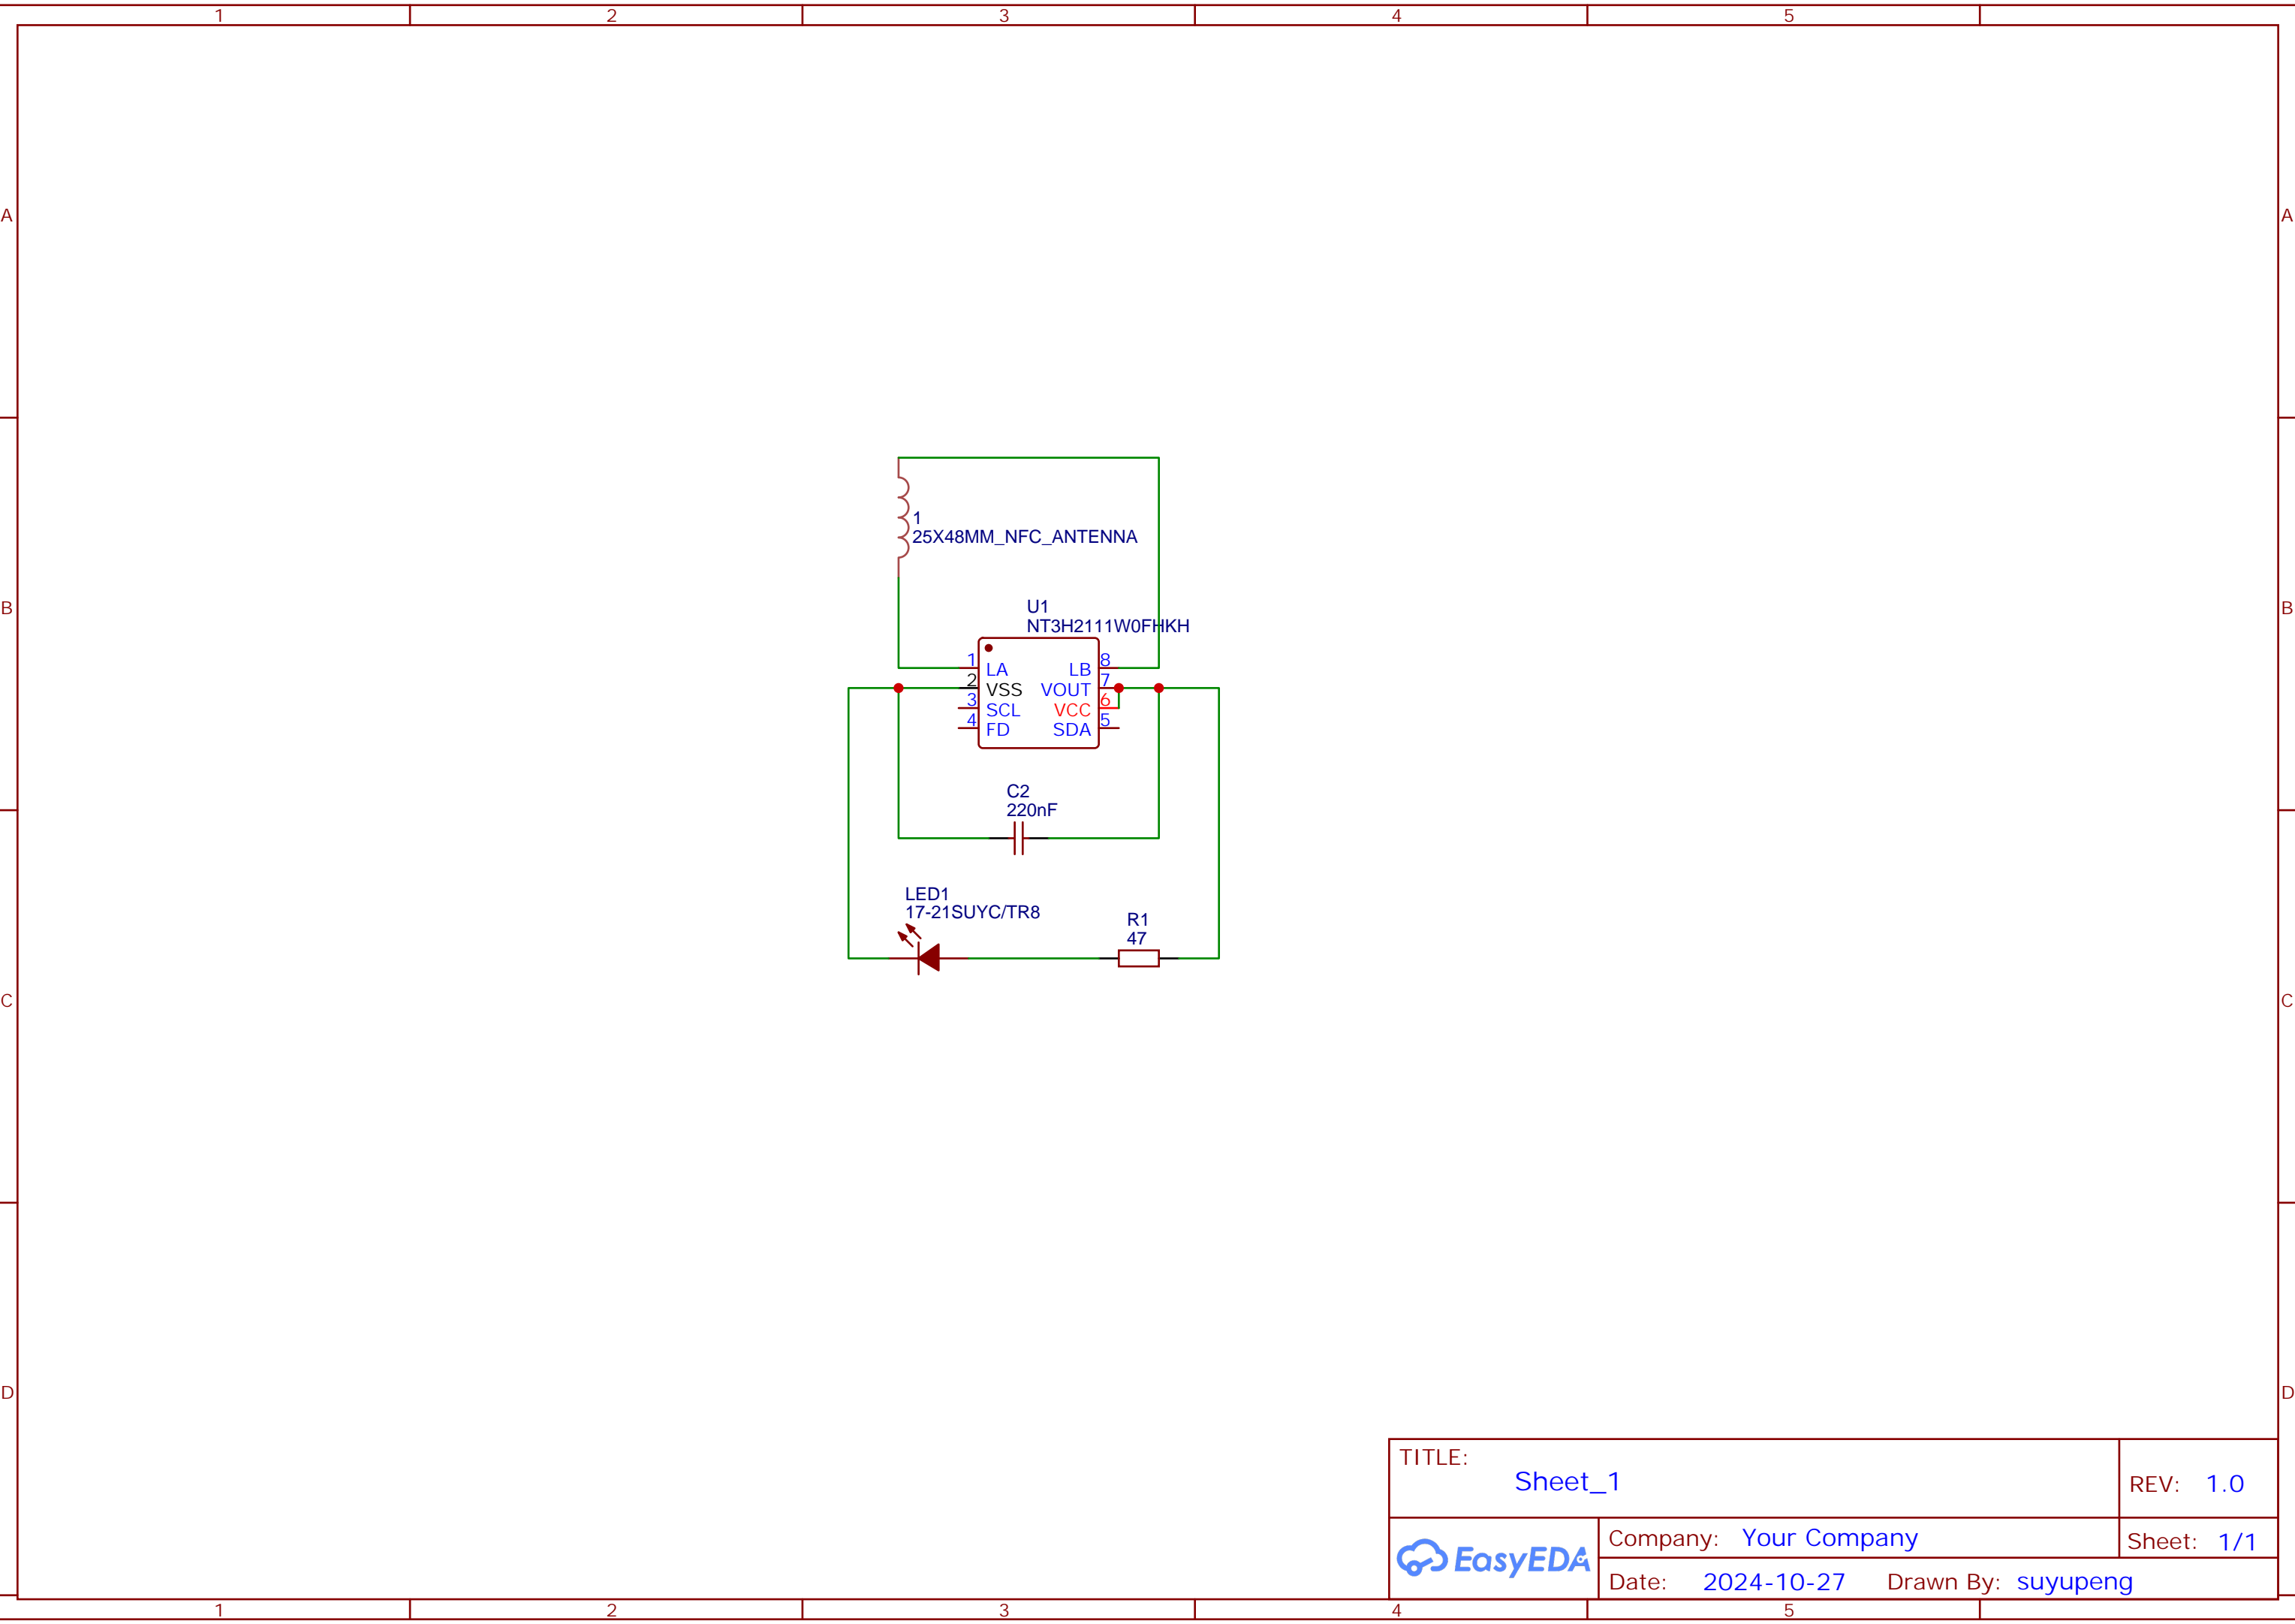 1 2 3 4 5
A A
1
25X48MM_NFC_ANTENNA
B B
U1
NT3H2111W0FHKH
1 LA LB 8
2 VSS VOUT 7
3 SCL VCC 6
4 FD SDA 5
C2
220nF
LED1
17-21SUYC/TR8
R1
47
C C
D D
TITLE:
Sheet_1
REV: 1.0
EasyEDA
Company: Your Company
Sheet: 1/1
Date: 2024-10-27 Drawn By: suyupeng
1 2 3 4 5